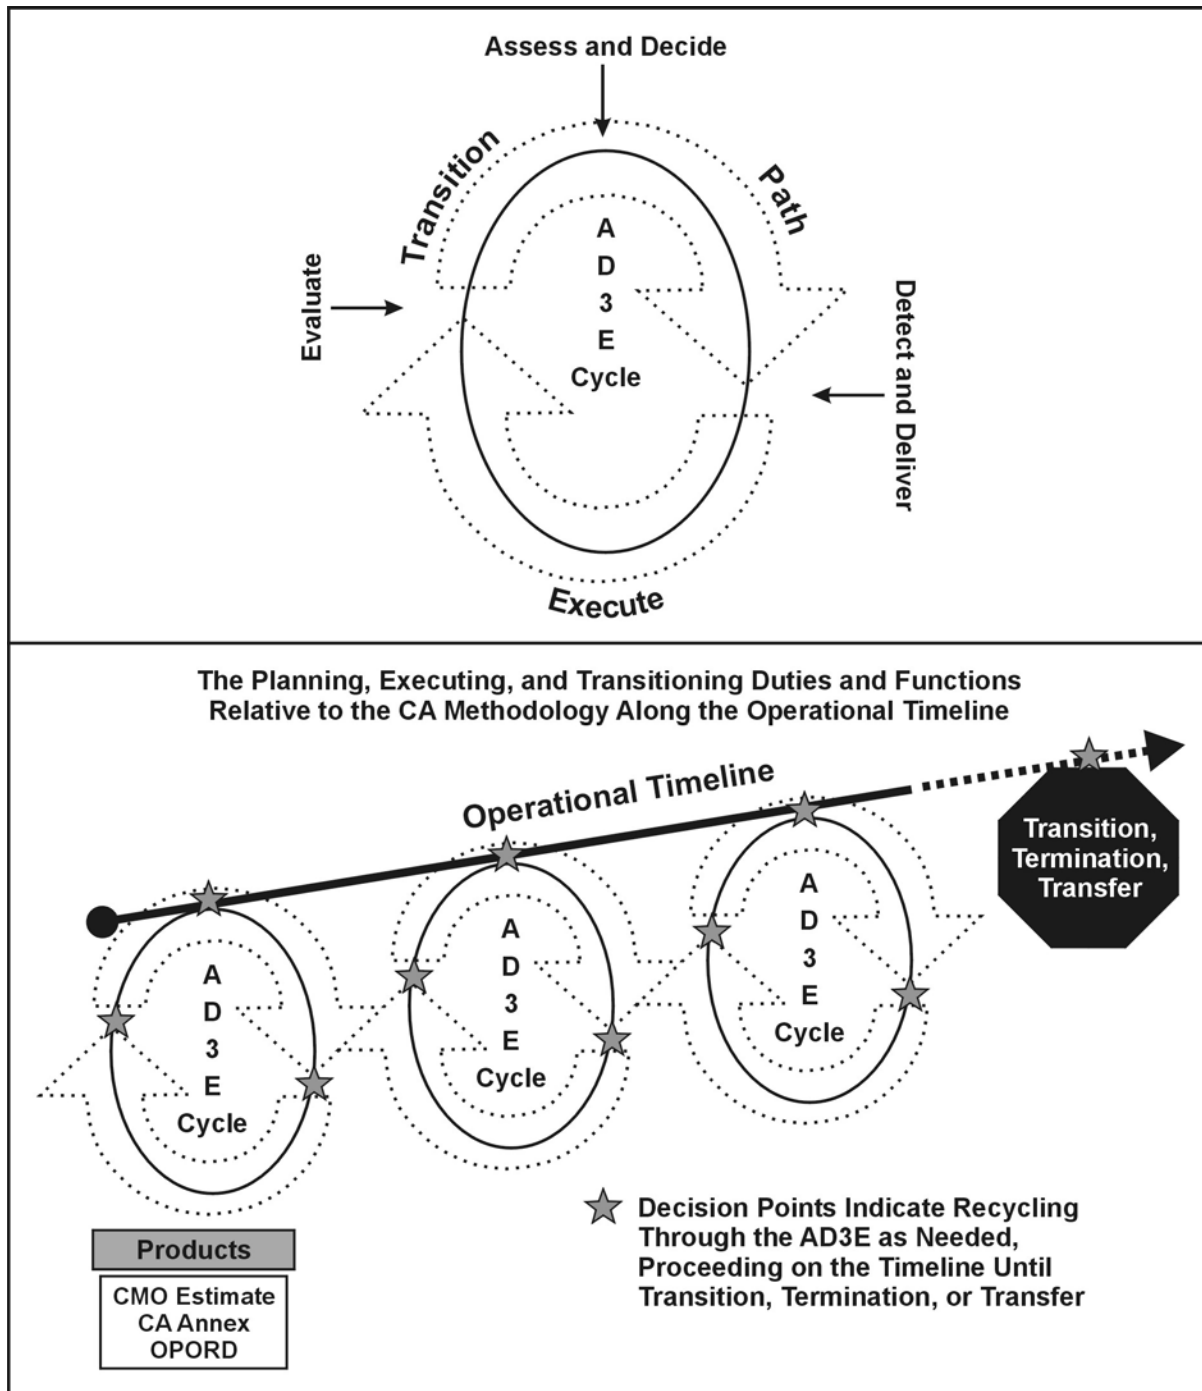 Assess and Decide
Transition
Path
A
D
3
E
Cycle
Evaluate
Detect and Deliver
Execute
The Planning, Executing, and Transitioning Duties and Functions
Relative to the CA Methodology Along the Operational Timeline
Operational Timeline
Transition,
Termination,
Transfer
A
D
3
E
Cycle
A
D
3
E
Cycle
A
D
3
E
Cycle
Products
CMO Estimate
CA Annex
OPORD
Decision Points Indicate Recycling
Through the AD3E as Needed,
Proceeding on the Timeline Until
Transition, Termination, or Transfer